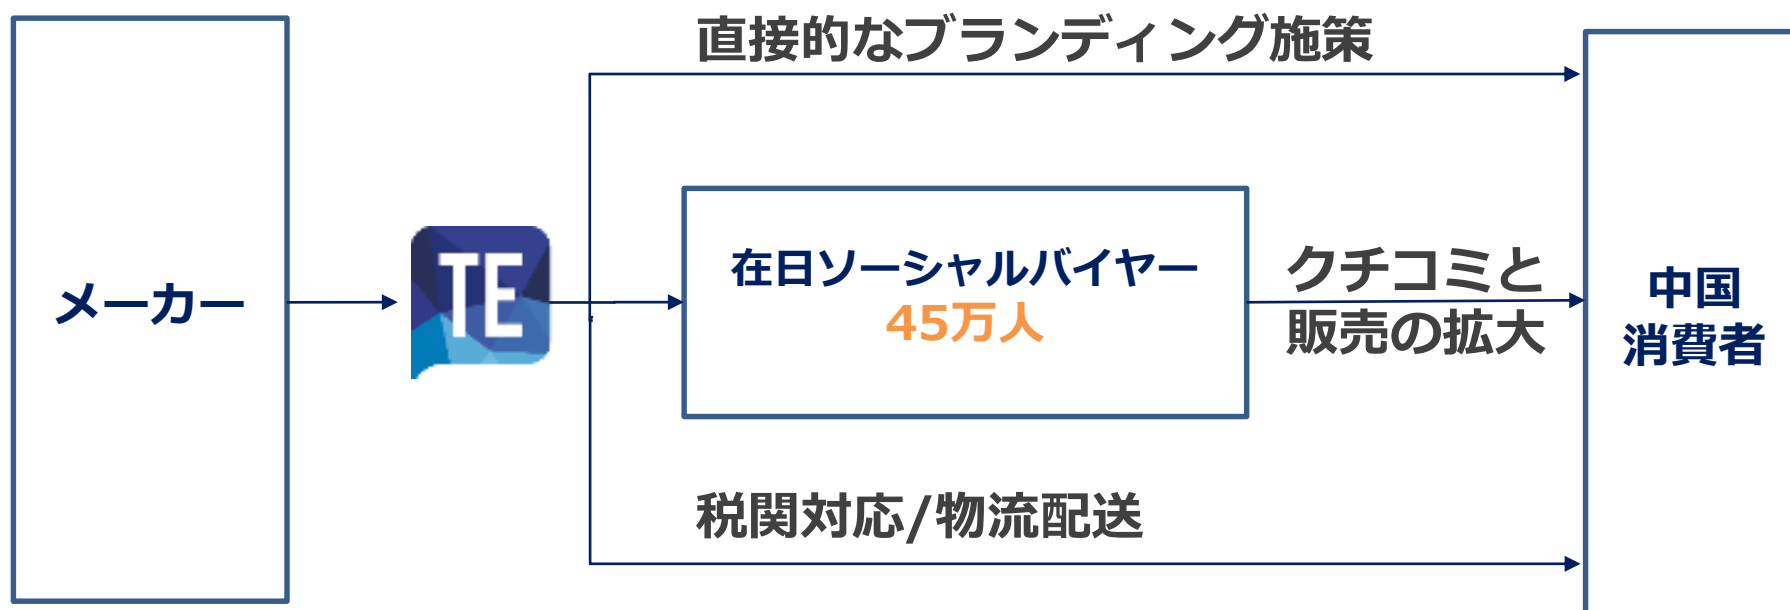 直接的なブランディング施策
メーカー
TE
在日ソーシャルバイヤー
45万人
クチコミと
販売の拡大
中国
消費者
税関対応/物流配送